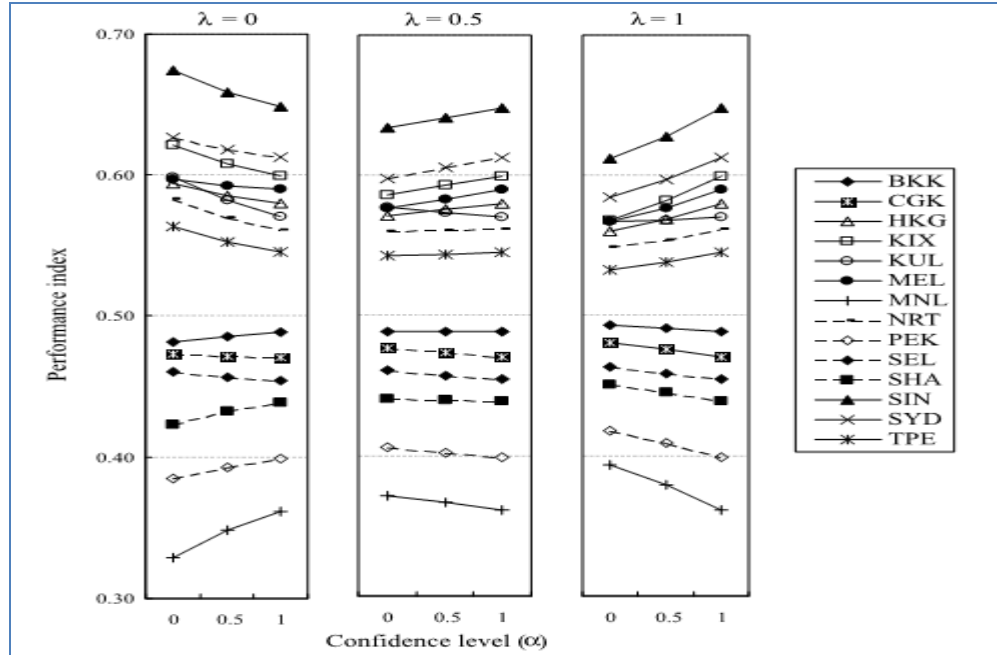 λ = 0 λ = 0.5 λ = 1
0.70
0.60
0.50
0.40
0.30
Performance index
0 0.5 1 0 0.5 1 0 0.5 1
Confidence level (α)
BKK
CGK
HKG
KIX
KUL
MEL
MNL
NRT
PEK
SEL
SHA
SIN
SYD
TPE